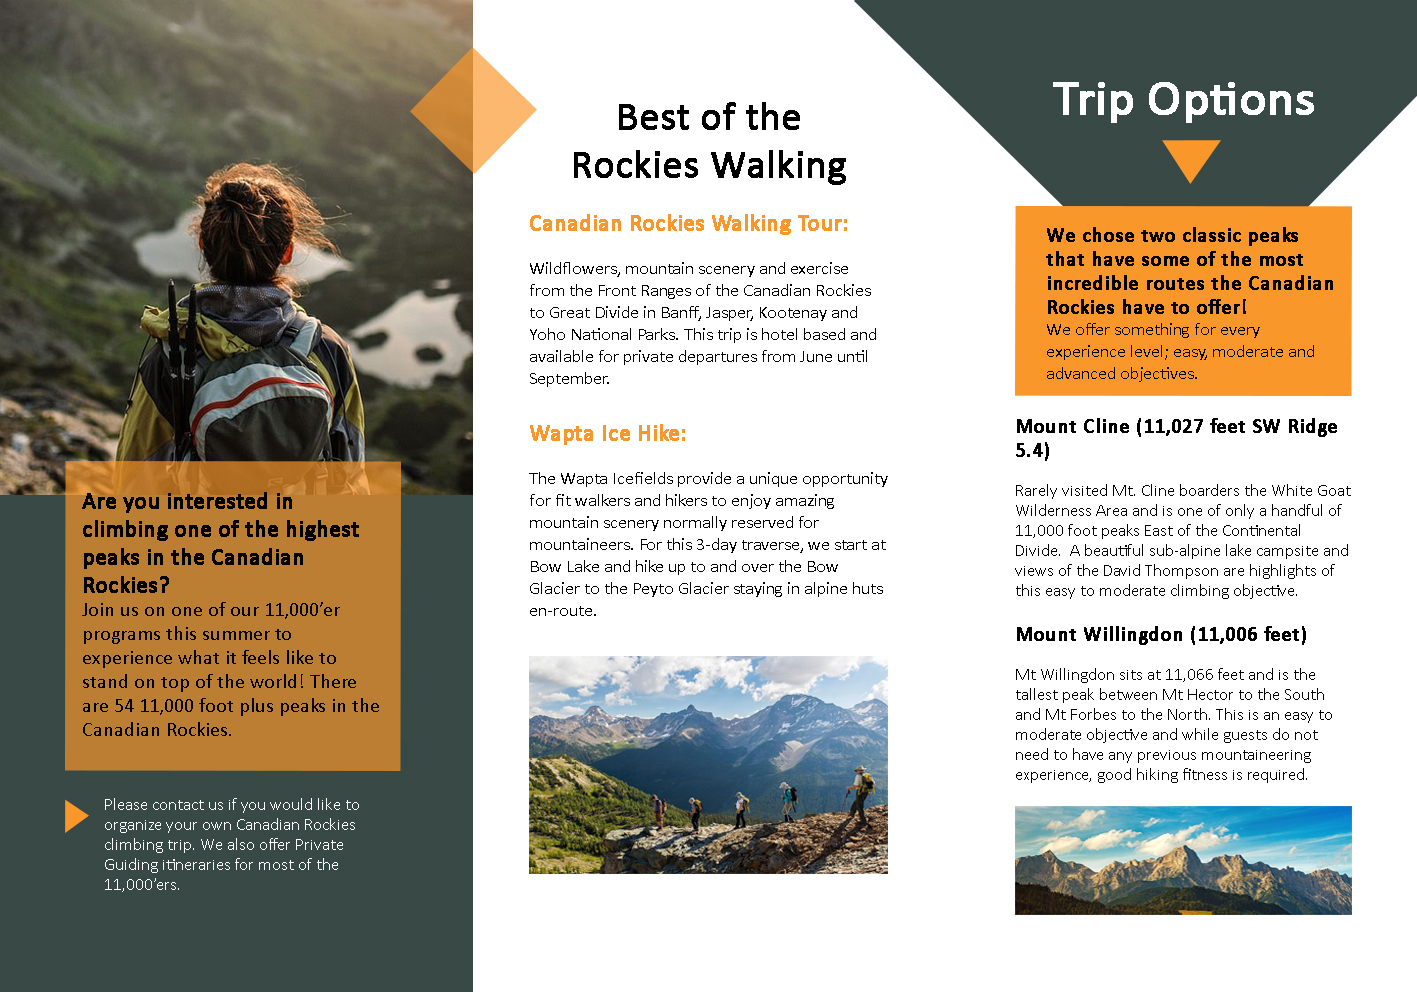 Are you interested in
climbing one of the highest
peaks in the Canadian
Rockies?
Join us on one of our 11,000'er
programs this summer to
experience what it feels like to
stand on top of the world! There
are 54 11,000 foot plus peaks in the
Canadian Rockies.
Please contact us if you would like to
organize your own Canadian Rockies
climbing trip. We also offer Private
Guiding itineraries for most of the
11,000'ers.
Best of the
Rockies Walking
Canadian Rockies Walking Tour:
Wildflowers, mountain scenery and exercise
from the Front Ranges of the Canadian Rockies
to Great Divide in Banff, Jasper, Kootenay and
Yoho National Parks. This trip is hotel based and
available for private departures from June until
September.
Wapta Ice Hike:
The Wapta Icefields provide a unique opportunity
for fit walkers and hikers to enjoy amazing
mountain scenery normally reserved for
mountaineers. For this 3-day traverse, we start at
Bow Lake and hike up to and over the Bow
Glacier to the Peyto Glacier staying in alpine huts
en-route.
Trip Options
We chose two classic peaks
that have some of the most
incredible routes the Canadian
Rockies have to offer!
We offer something for every
experience level; easy, moderate and
advanced objectives.
Mount Cline (11,027 feet SW Ridge
5.4)
Rarely visited Mt. Cline boarders the White Goat
Wilderness Area and is one of only a handful of
11,000 foot peaks East of the Continental
Divide.  A beautiful sub-alpine lake campsite and
views of the David Thompson are highlights of
this easy to moderate climbing objective.
Mount Willingdon (11,006 feet)
Mt Willingdon sits at 11,066 feet and is the
tallest peak between Mt Hector to the South
and Mt Forbes to the North. This is an easy to
moderate objective and while guests do not
need to have any previous mountaineering
experience, good hiking fitness is required.